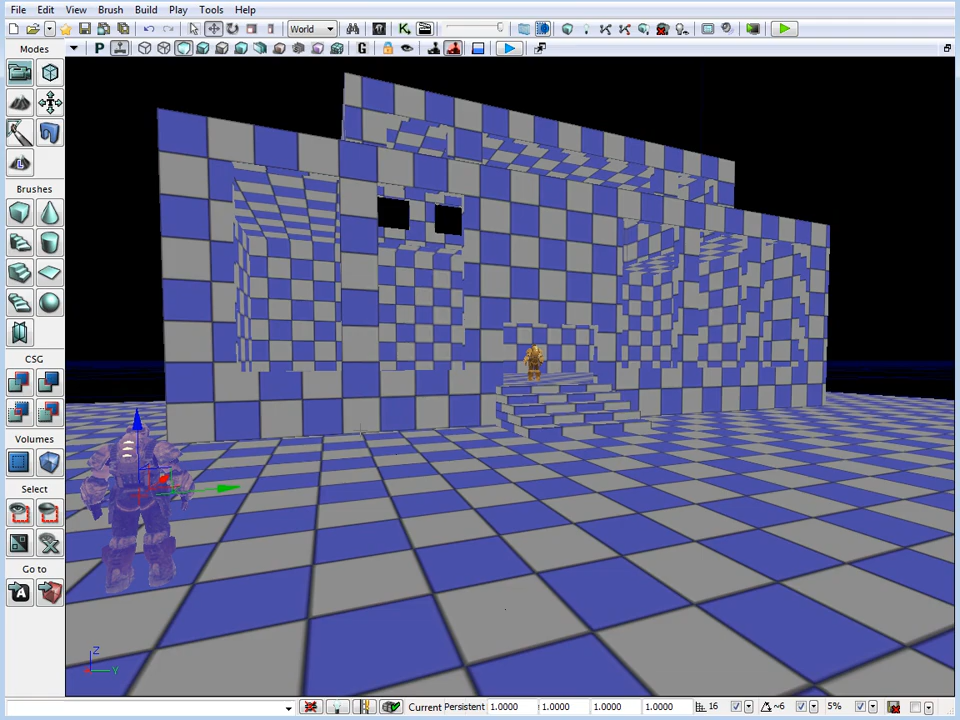 File Edit View Brush Build Play Tools Help
World
Modes
P
G
L
Brushes
CSG
Volumes
Select
Go to
A
Z
Y
Current Persistent 1.0000 1.0000 1.0000 1.0000 16 ~6 5%